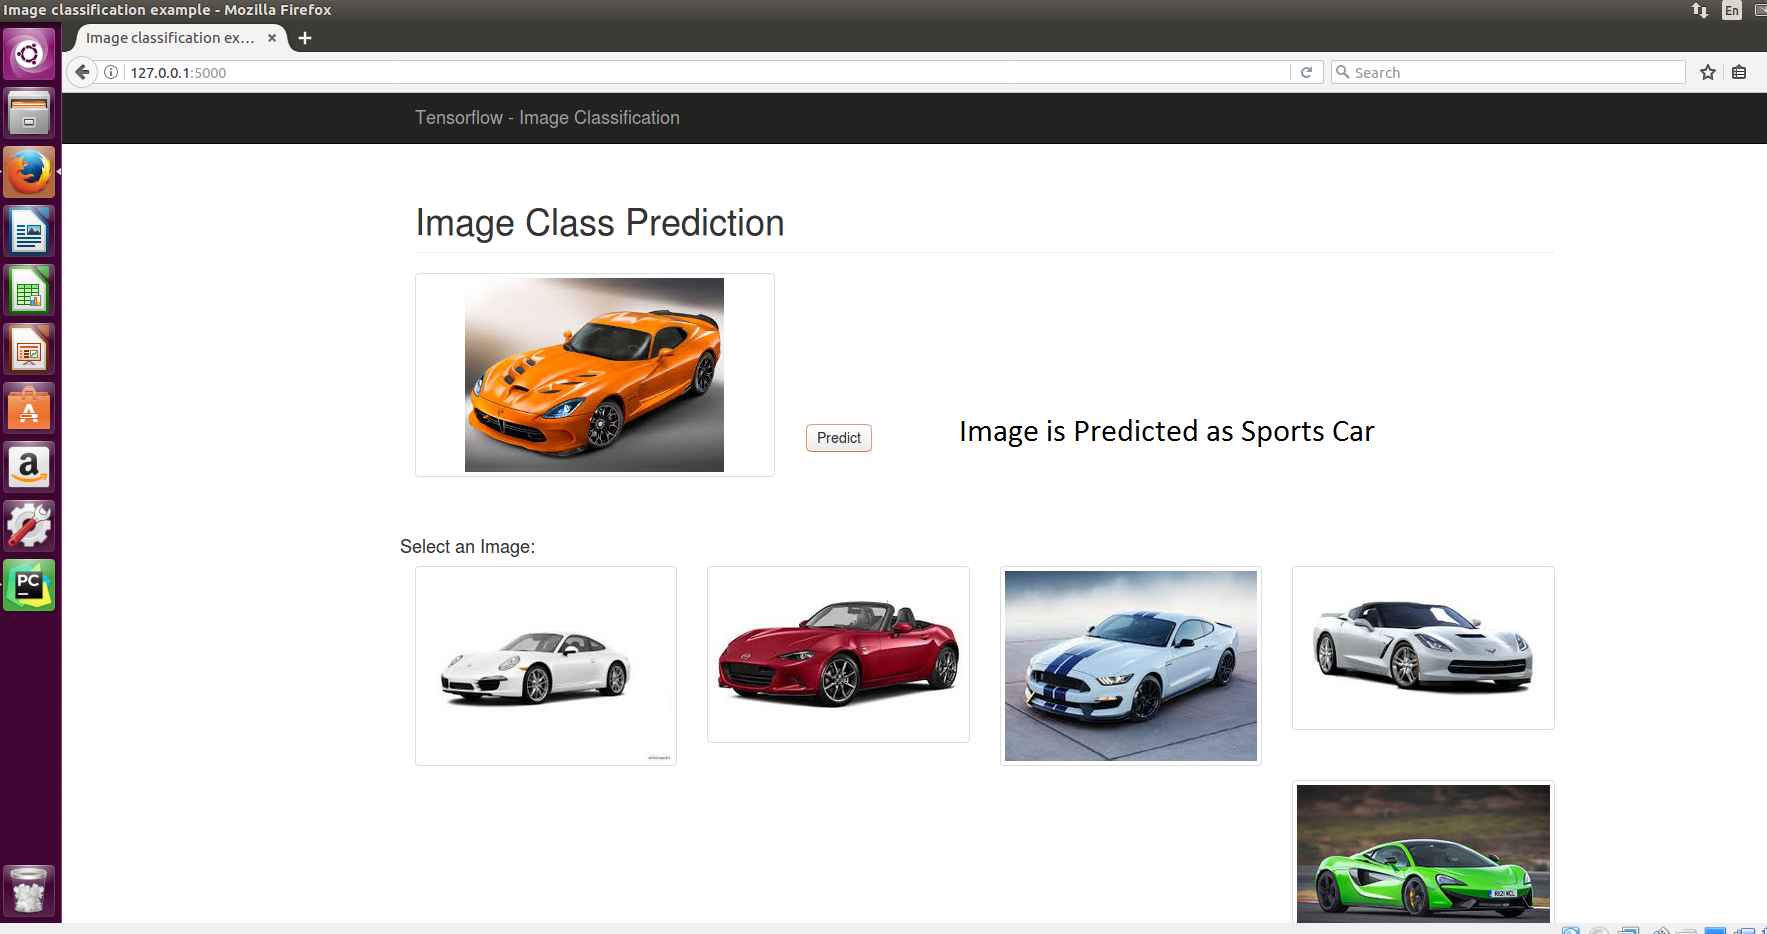 Image classification example - Mozilla Firefox
En
Image classification ex...
127.0.0.1:5000
Search
Tensorflow - Image Classification
Image Class Prediction
Predict
Image is Predicted as Sports Car
Select an Image:
PC